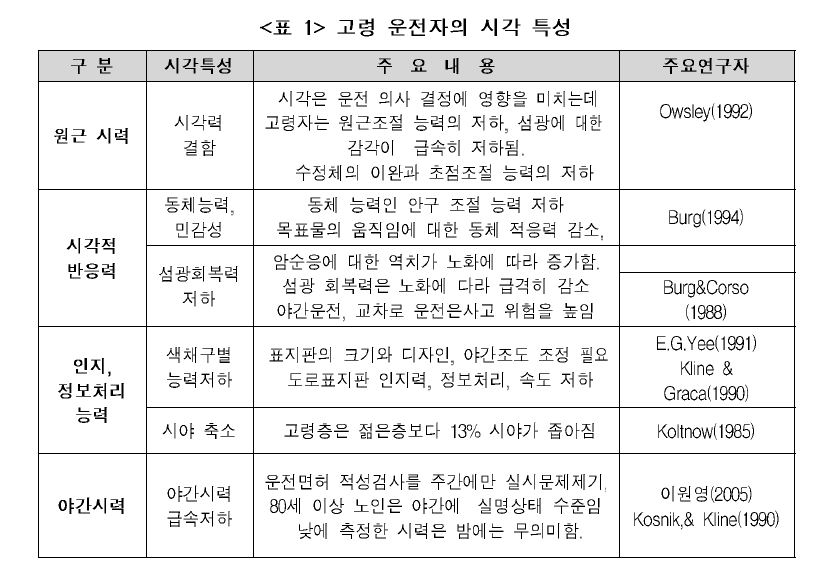 <표 1> 고령 운전자의 시각 특성
구 분 시각특성 주 요 내 용 주요연구자
원근 시력
시각력
결함
시각은 운전 의사 결정에 영향을 미치는데
고령자는 원근조절 능력의 저하, 섬광에 대한
감각이 급속히 저하됨.
수정체의 이완과 초점조절 능력의 저하
Owsley(1992)
시각적
반응력
동체능력,
민감성
동체 능력인 안구 조절 능력 저하
목표물의 움직임에 대한 동체 적응력 감소,
Burg(1994)
섬광회복력
저하
암순응에 대한 역치가 노화에 따라 증가함.
섬광 회복력은 노화에 다라 급격히 감소
야간운전, 교차로 운전은사고 위험을 높임
Burg&Corso
(1988)
인지,
정보처리
능력
색채구별
능력저하
표지판의 크기와 디자인, 야간조도 조정 필요
도로표지판 인지력, 정보처리, 속도 저하
E.G.Yee(1991)
Kline &
Graca(1990)
시야 축소
고령층은 젊은층보다 13% 시야가 좁아짐
Koltnow(1985)
야간시력
야간시력
급속저하
운전면허 적성검사를 주간에만 실시문제제기,
80세 이상 노인은 야간에 실명상태 수준임
낮에 측정한 시력은 밤에는 무의미함.
이원영(2005)
Kosnik,& Kline(1990)